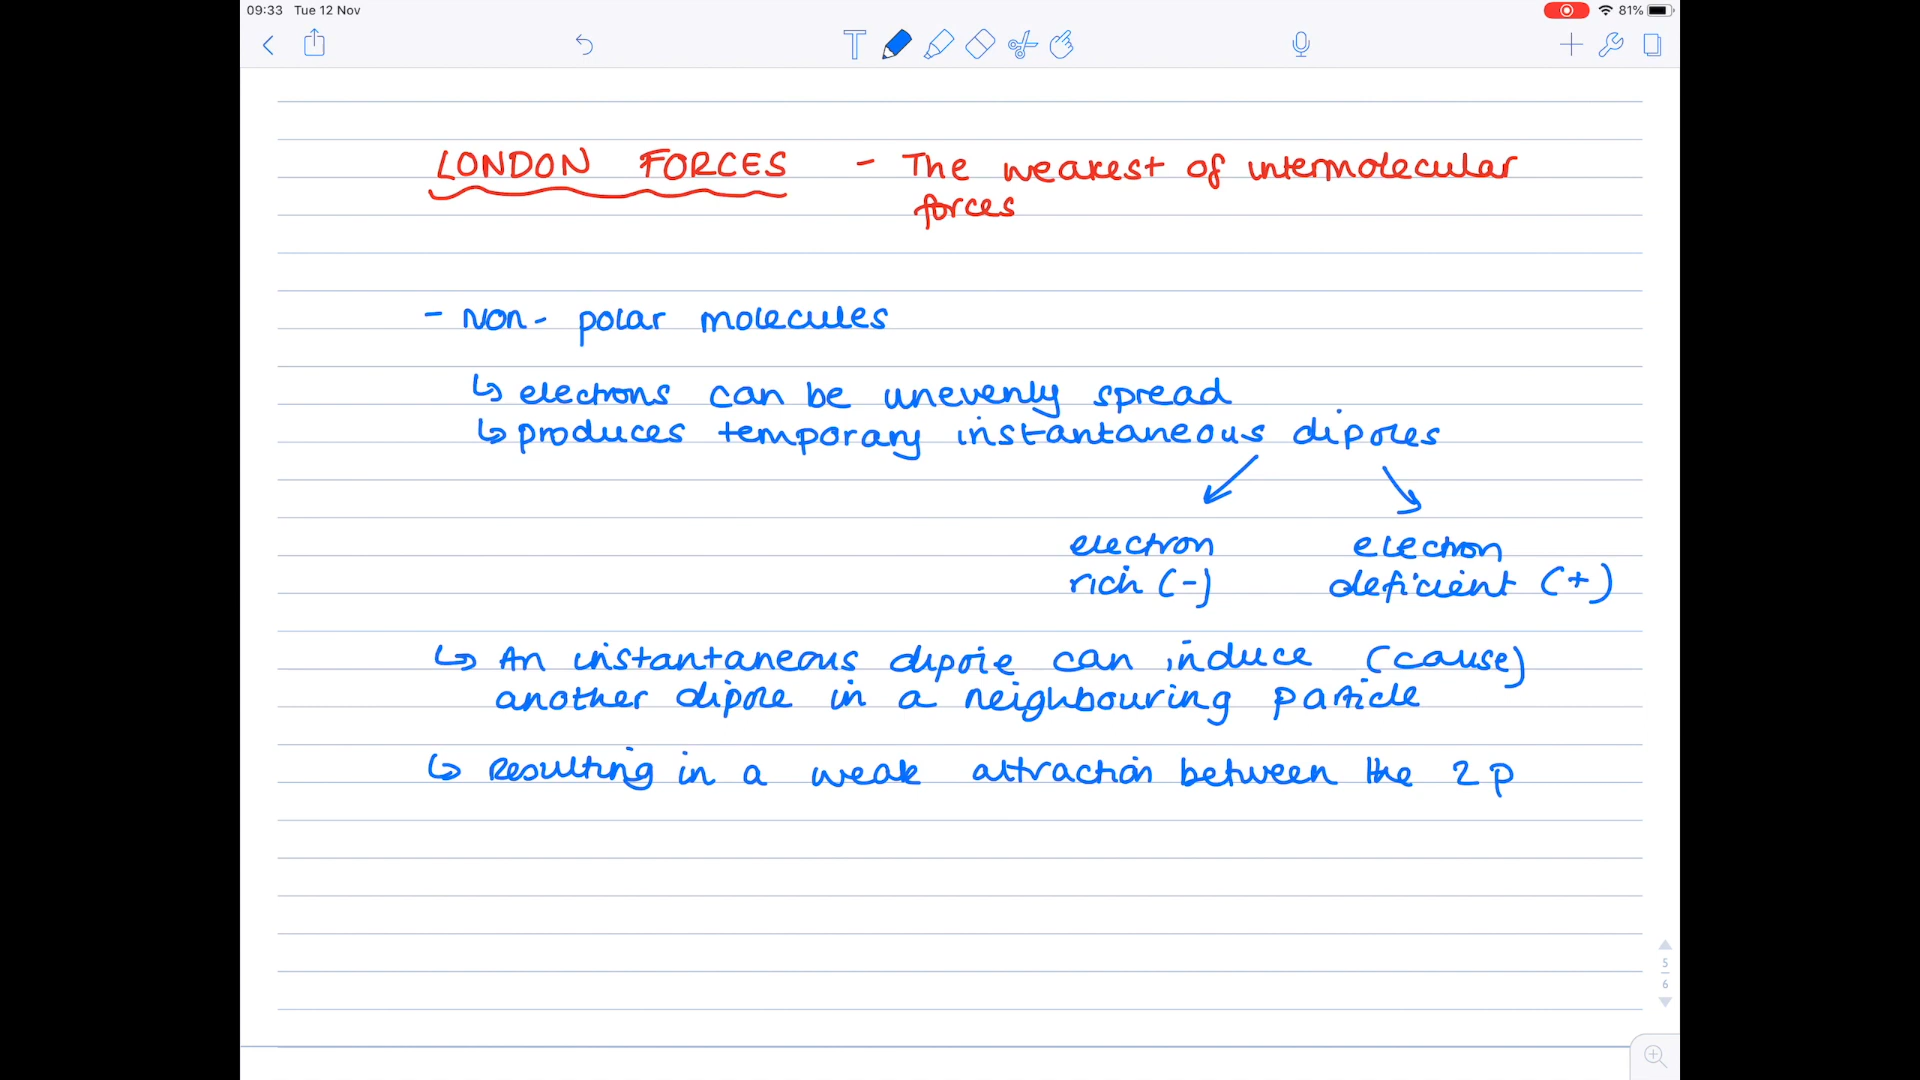 09:33 Tue 12 Nov
81%
T
LONDON FORCES - The weakest of intermolecular
forces
- Non-polar molecules
↳ electrons can be unevenly spread
↳ produces temporary instantaneous dipoles
electron electron
rich (-) deficient (+)
↳ An instantaneous dipole can induce (cause)
another dipole in a neighbouring particle
↳ Resulting in a weak attraction between the 2 p
5
6